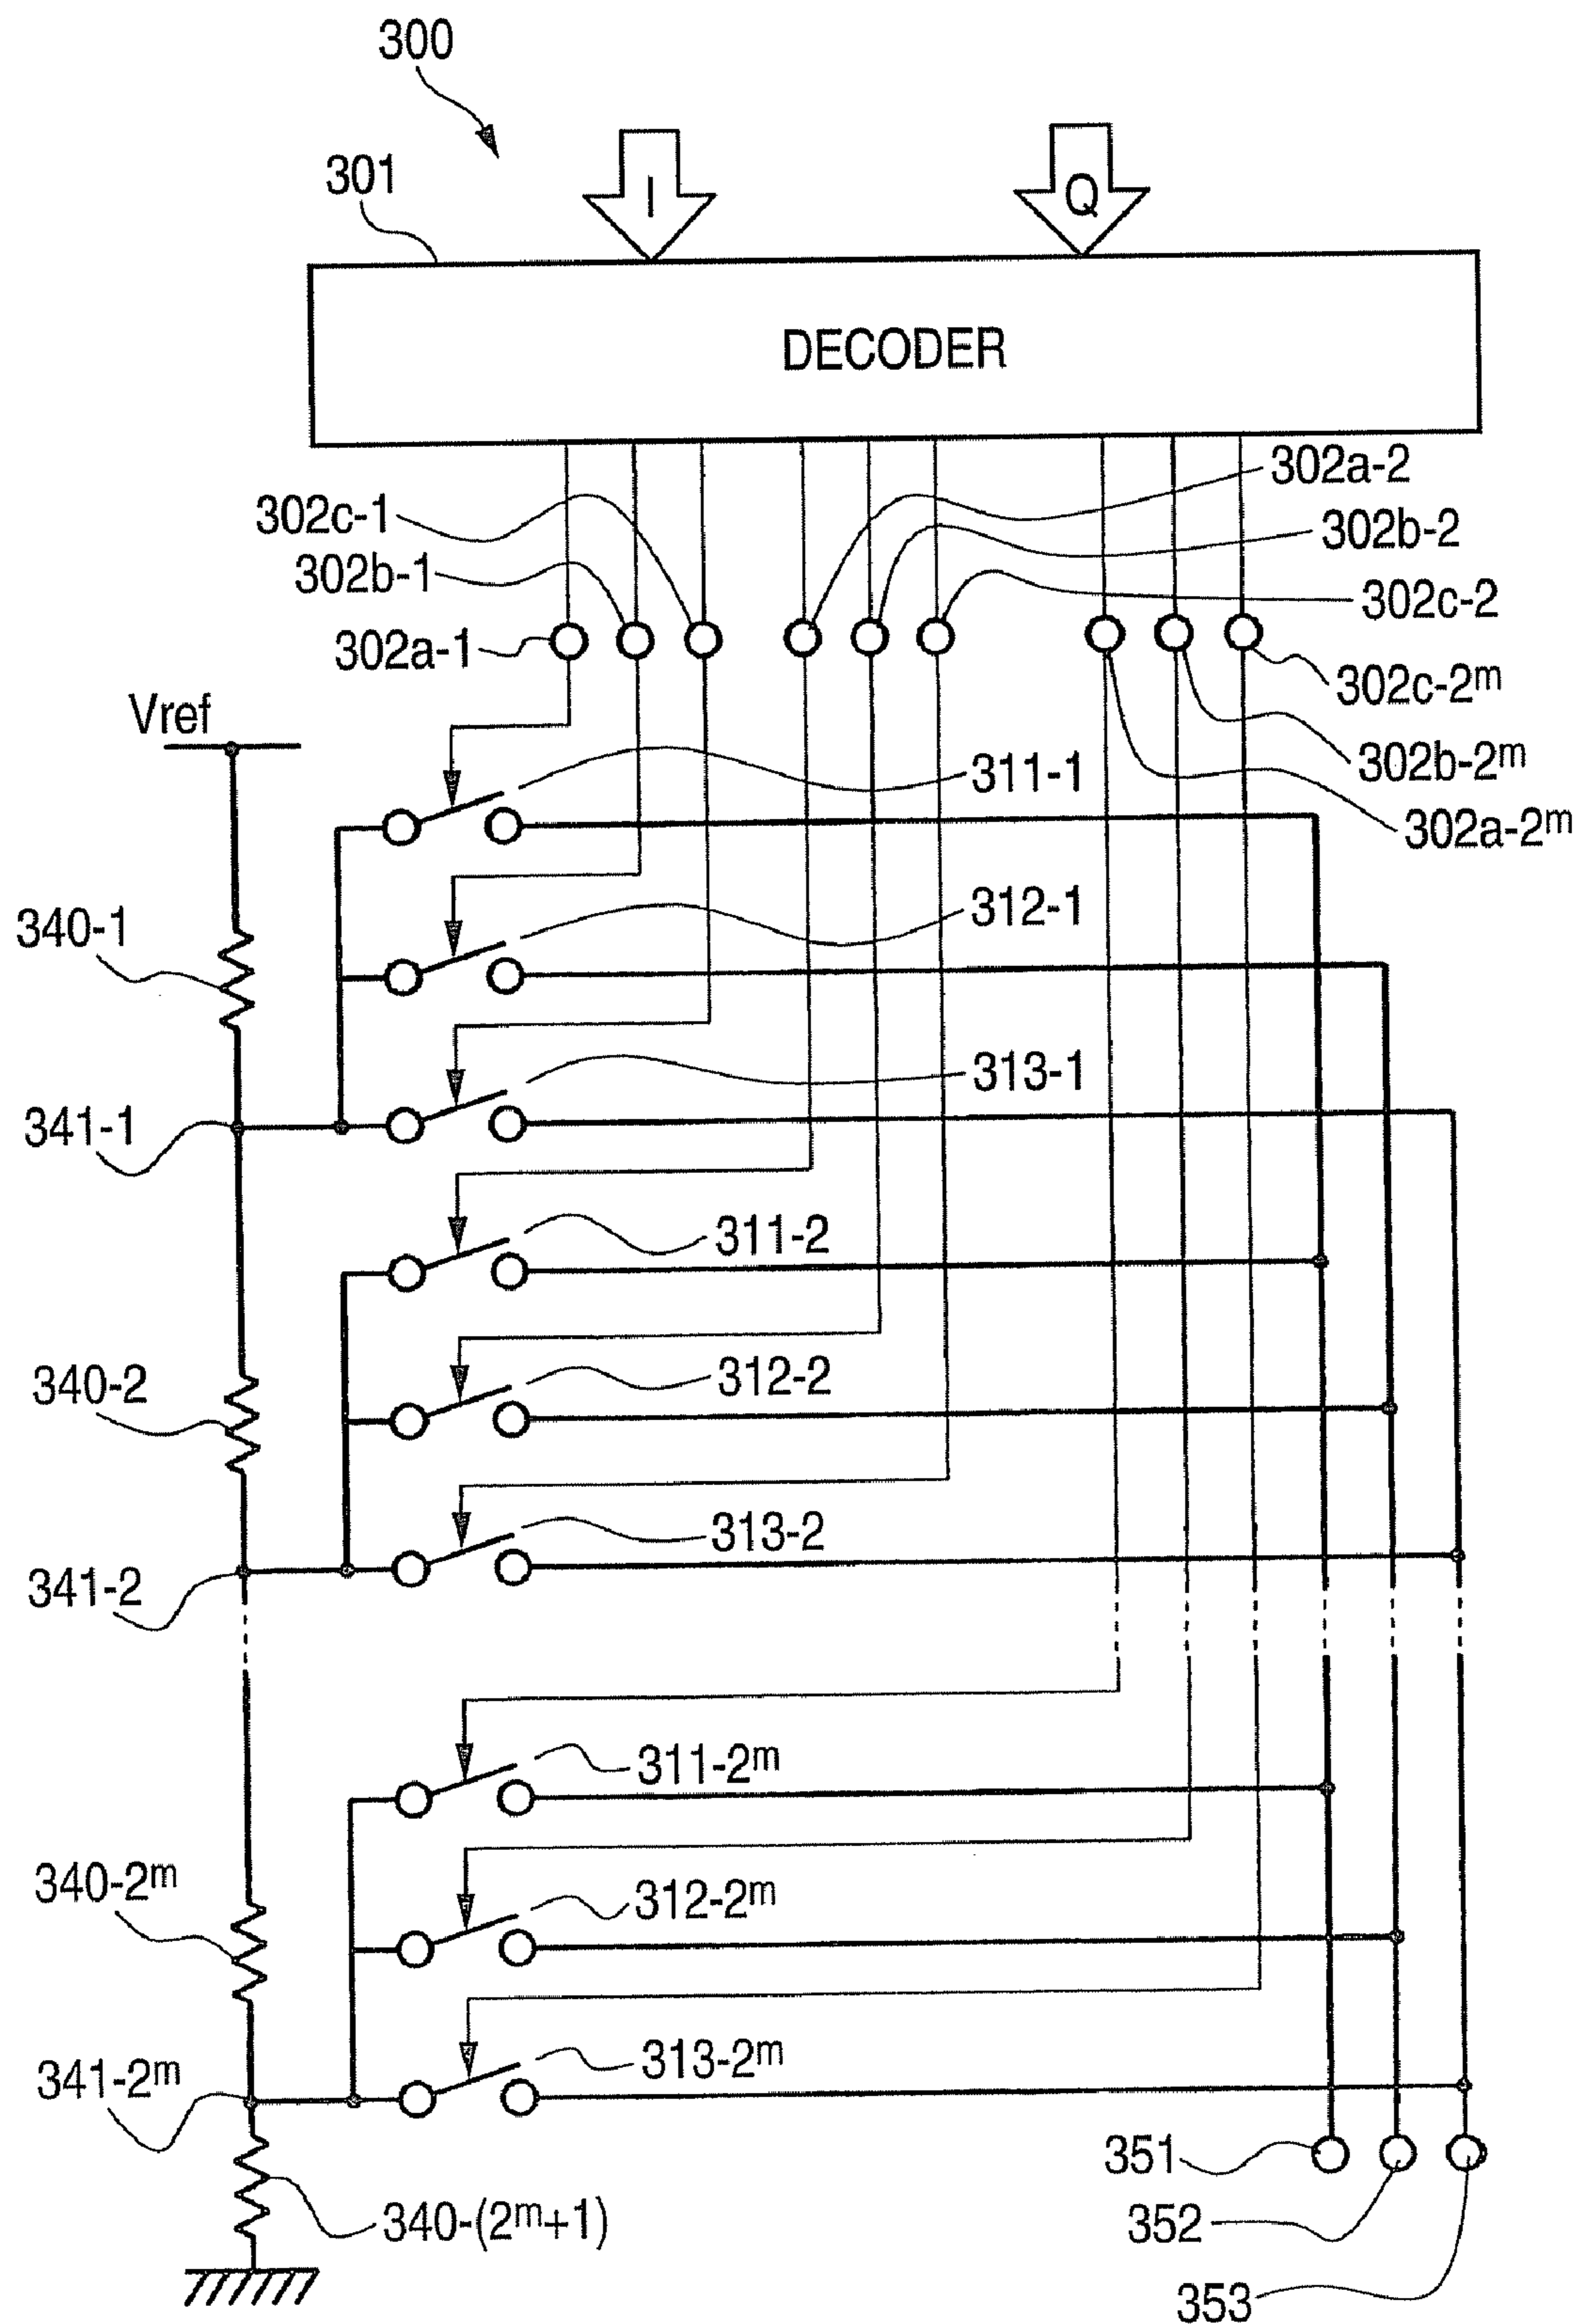 300
301
I
Q
DECODER
302c-1
302a-2
302b-1
302b-2
302a-1
302c-2
302c-2ᵐ
Vref
302b-2ᵐ
311-1
302a-2ᵐ
340-1
312-1
341-1
313-1
311-2
340-2
312-2
341-2
313-2
311-2ᵐ
340-2ᵐ
312-2ᵐ
341-2ᵐ
313-2ᵐ
351
340-(2ᵐ+1)
352
353